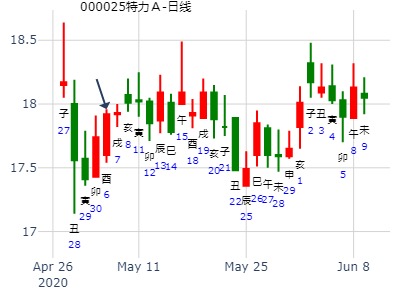 000025特力Ａ-日线
18.5
18
17.5
17
子
27
丑
28
寅
29
卯
30
酉
6
戌
7
亥
8
寅
11
卯
12
辰
13
巳
14
午
15
酉
18
戌
19
亥
20
子
21
丑
22
辰
25
巳
26
午
27
未
28
申
29
亥
1
子
2
丑
3
寅
4
卯
5
午
8
未
9
Apr 26
2020
May 11
May 25
Jun 8